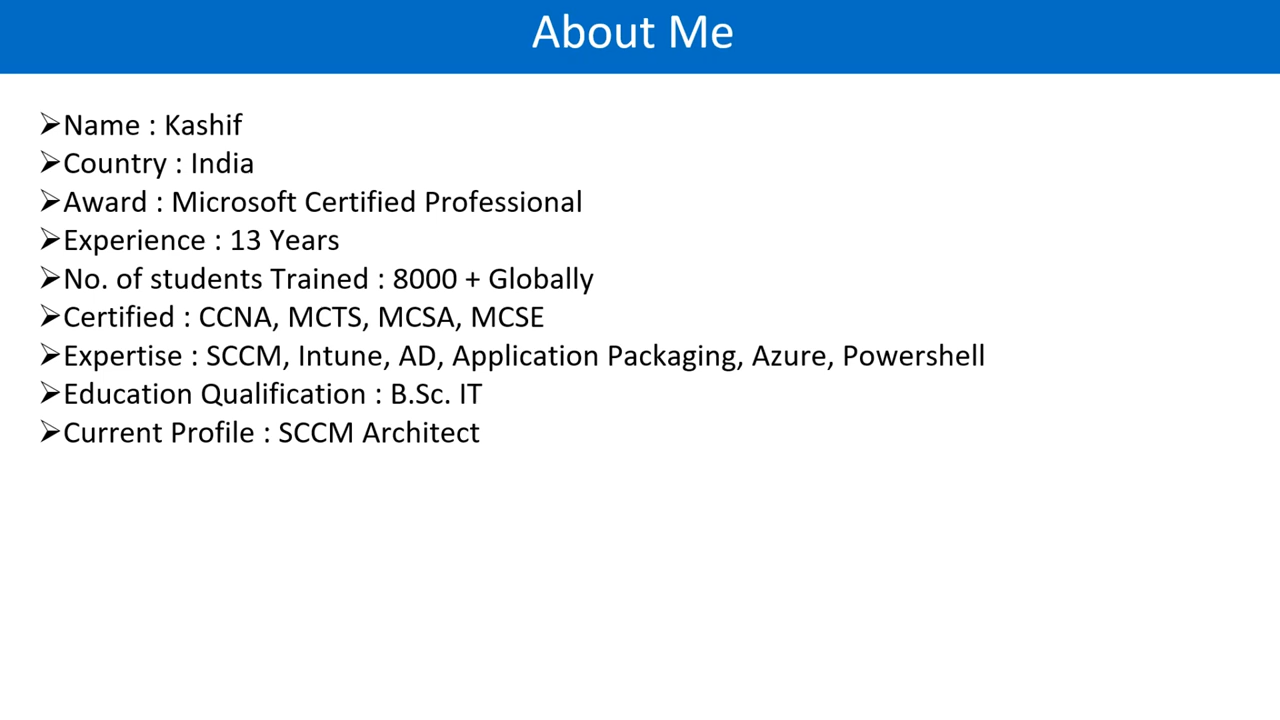 About Me
➢Name : Kashif
➢Country : India
➢Award : Microsoft Certified Professional
➢Experience : 13 Years
➢No. of students Trained : 8000 + Globally
➢Certified : CCNA, MCTS, MCSA, MCSE
➢Expertise : SCCM, Intune, AD, Application Packaging, Azure, Powershell
➢Education Qualification : B.Sc. IT
➢Current Profile : SCCM Architect